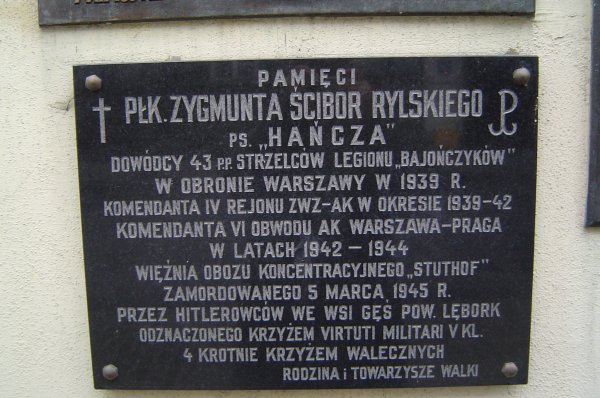 PAMIĘCI
PŁK. ZYGMUNTA ŚCIBOR RYLSKIEGO
PS. „HAŃCZA"
DOWÓDCY 43 P.P. STRZELCÓW LEGIONU „BAJOŃCZYKÓW"
W OBRONIE WARSZAWY W 1939 R.
KOMENDANTA IV REJONU ZWZ-AK W OKRESIE 1939-42
KOMENDANTA VI OBWODU AK WARSZAWA-PRAGA
W LATACH 1942 – 1944
WIĘŹNIA OBOZU KONCENTRACYJNEGO „STUTHOF"
ZAMORDOWANEGO 5 MARCA 1945 R.
PRZEZ HITLEROWCÓW WE WSI GĘŚ POW. LĘBORK
ODZNACZONEGO KRZYŻEM VIRTUTI MILITARI V KL.
4 KROTNIE KRZYŻEM WALECZNYCH
RODZINA i TOWARZYSZE WALKI